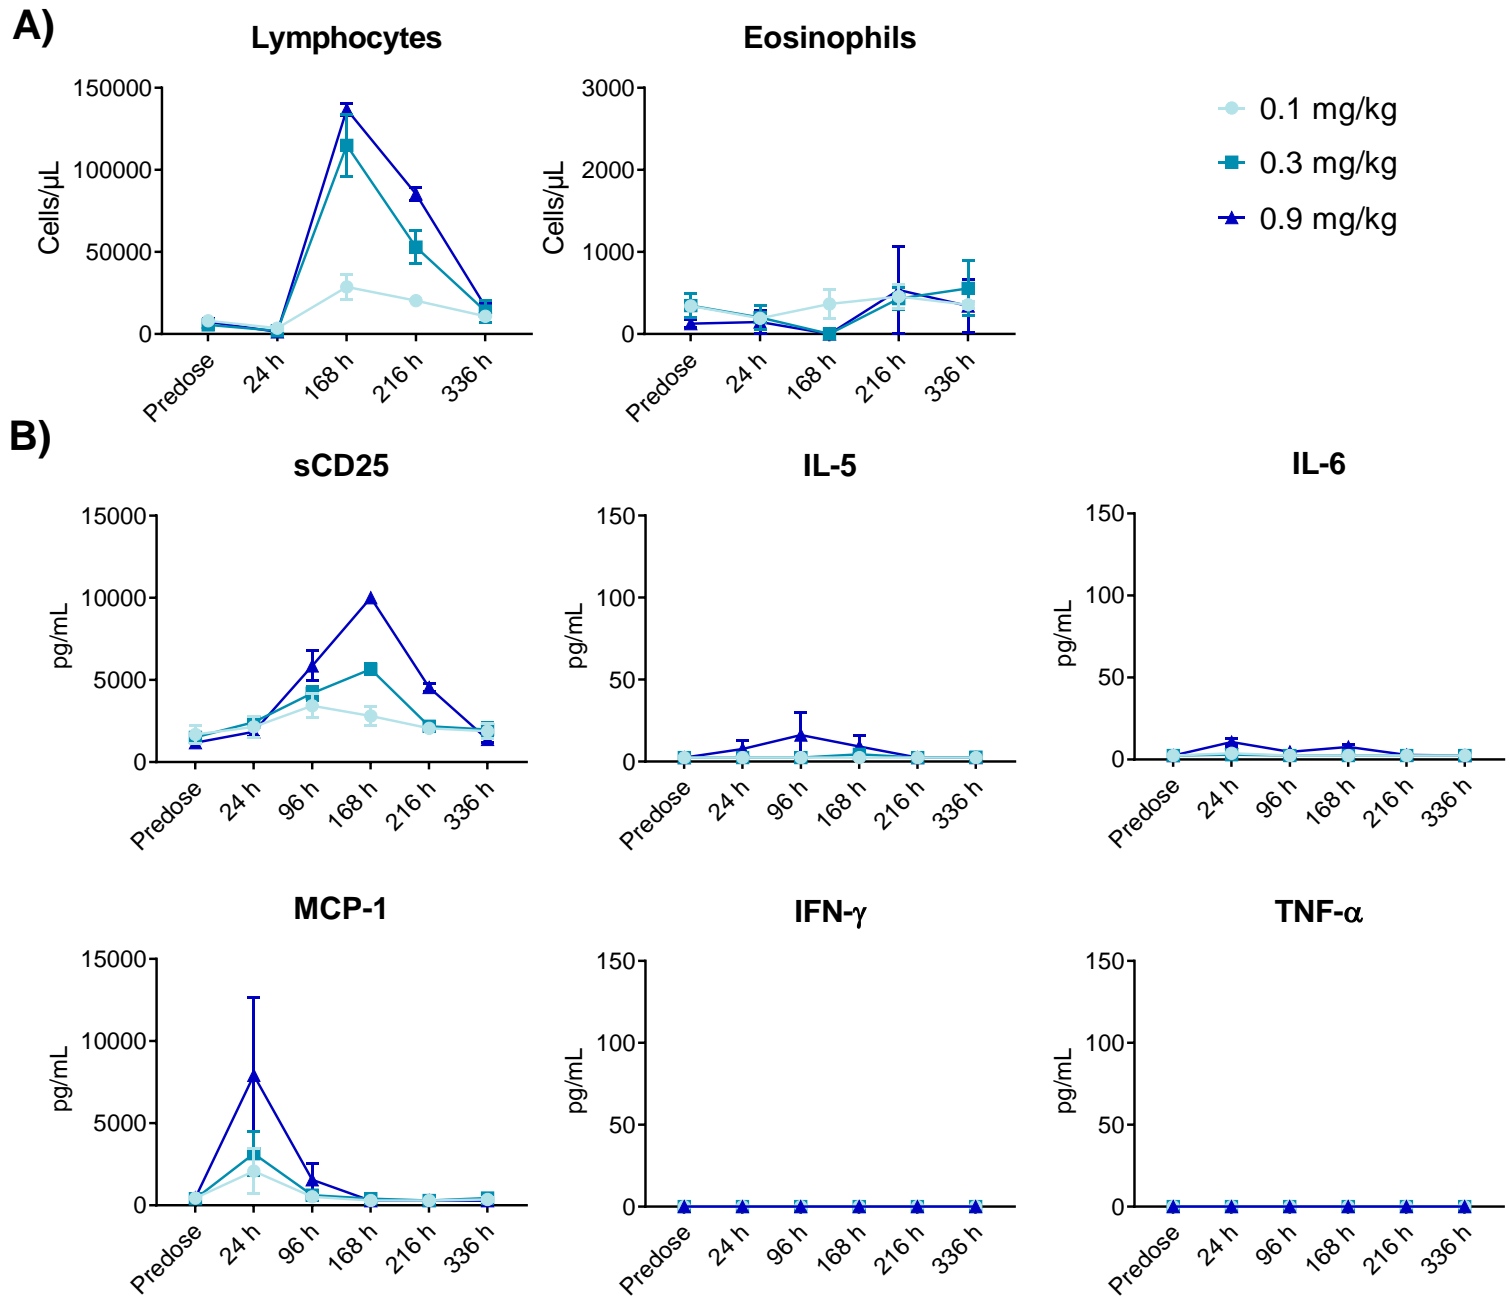 A)
Lymphocytes
Cells/µL
150000
100000
50000
0
Predose
24 h
168 h
216 h
336 h
Eosinophils
Cells/µL
3000
2000
1000
0
Predose
24 h
168 h
216 h
336 h
0.1 mg/kg
0.3 mg/kg
0.9 mg/kg
B)
sCD25
pg/mL
15000
10000
5000
0
Predose
24 h
96 h
168 h
216 h
336 h
IL-5
pg/mL
150
100
50
0
Predose
24 h
96 h
168 h
216 h
336 h
IL-6
pg/mL
150
100
50
0
Predose
24 h
96 h
168 h
216 h
336 h
MCP-1
pg/mL
15000
10000
5000
0
Predose
24 h
96 h
168 h
216 h
336 h
IFN-γ
pg/mL
150
100
50
0
Predose
24 h
96 h
168 h
216 h
336 h
TNF-α
pg/mL
150
100
50
0
Predose
24 h
96 h
168 h
216 h
336 h